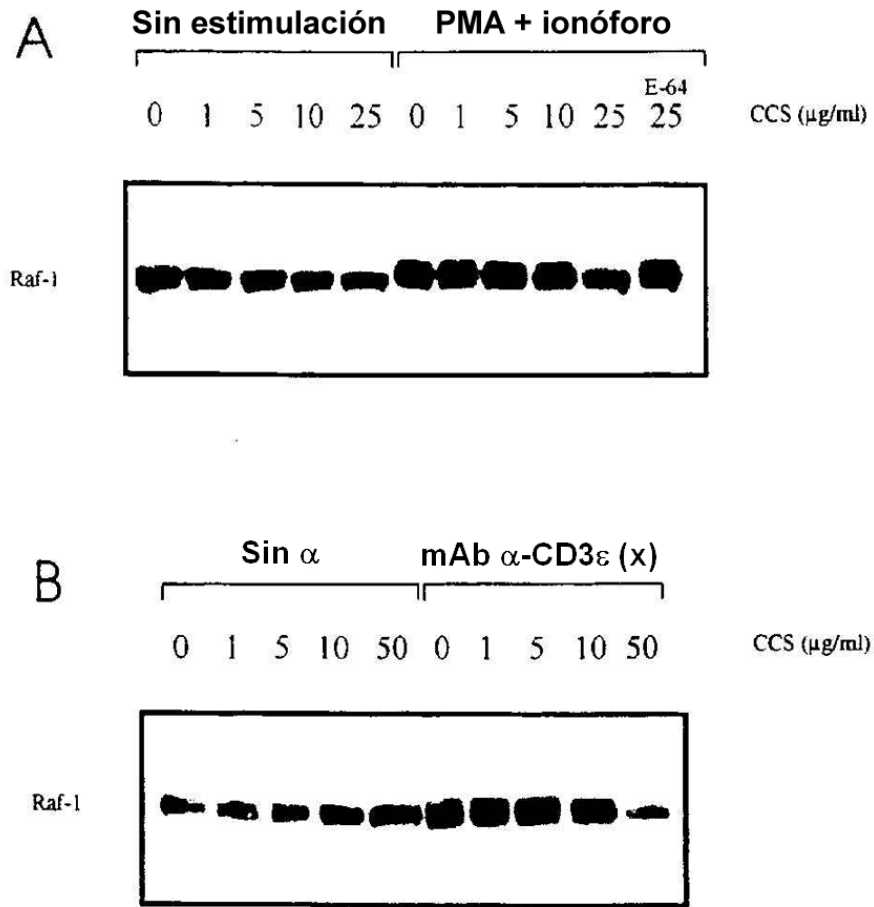 A
Sin estimulación PMA + ionóforo
E-64
0 1 5 10 25 0 1 5 10 25 25 CCS (µg/ml)
Raf-1
B
Sin α mAb α-CD3ε (x)
0 1 5 10 50 0 1 5 10 50 CCS (µg/ml)
Raf-1